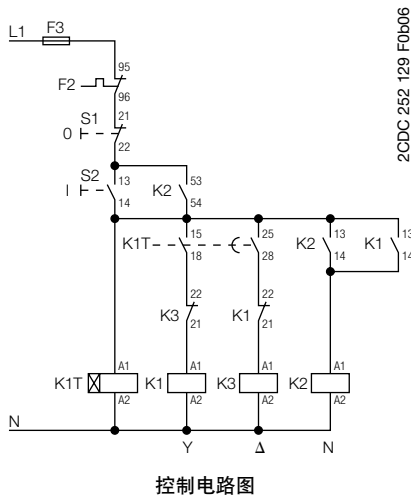 L1 F3
2CDC 252 129 F0b06
95
F2
96
S1 21
0
22
S2 13 K2 53
I
14 54
15 25 K2 13 K1 13
K1T
18 28 14 14
22 22
K3 K1
21 21
A1 A1 A1 A1
K1T K1 K3 K2
A2 A2 A2 A2
N
Y Δ N
控制电路图